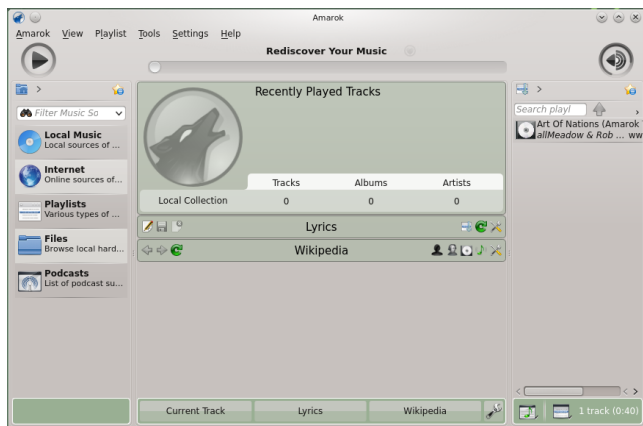 Amarok
Amarok View Playlist Tools Settings Help
Rediscover Your Music
Filter Music So
Local Music
Local sources of ...
Internet
Online sources of...
Playlists
Various types of ...
Files
Browse local hard...
Podcasts
List of podcast su...
Recently Played Tracks
Tracks Albums Artists
Local Collection 0 0 0
Lyrics
Wikipedia
Current Track Lyrics Wikipedia
Search playl
Art Of Nations (Amarok
allMeadow & Rob ... ww
1 track (0:40)